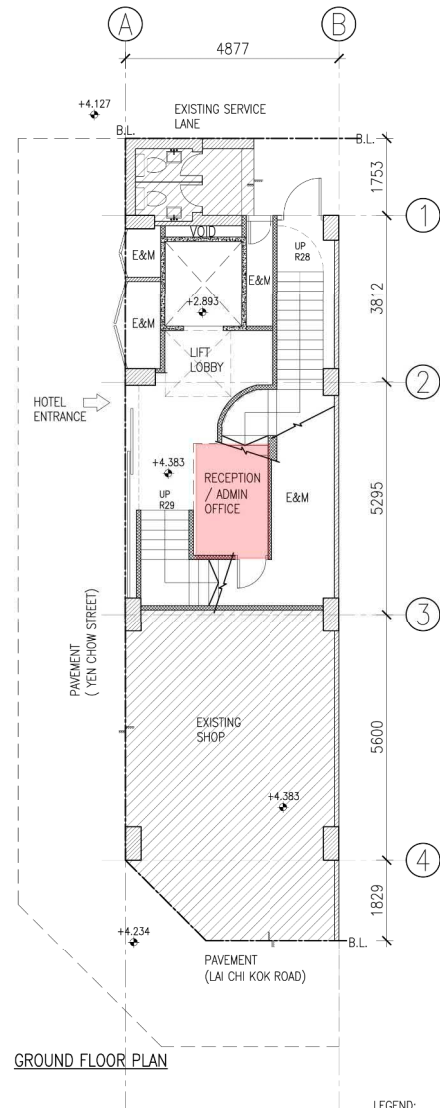 A
B
4877
+4.127
EXISTING SERVICE
LANE
B.L.
B.L.
1753
1
VOID
E&M
E&M
UP
R28
3812
+2.893
E&M
LIFT
LOBBY
2
HOTEL
ENTRANCE
+4.383
RECEPTION
/ ADMIN
OFFICE
E&M
5295
UP
R29
3
PAVEMENT
( YEN CHOW STREET)
EXISTING
SHOP
5600
+4.383
4
1829
+4.234
B.L.
PAVEMENT
(LAI CHI KOK ROAD)
GROUND FLOOR PLAN
LEGEND: